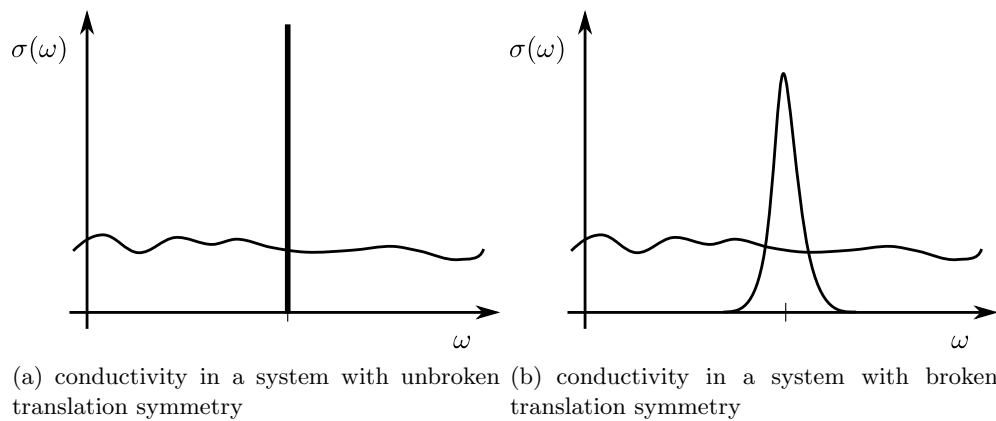 σ(ω)
ω
(a) conductivity in a system with unbroken
translation symmetry
σ(ω)
ω
(b) conductivity in a system with broken
translation symmetry